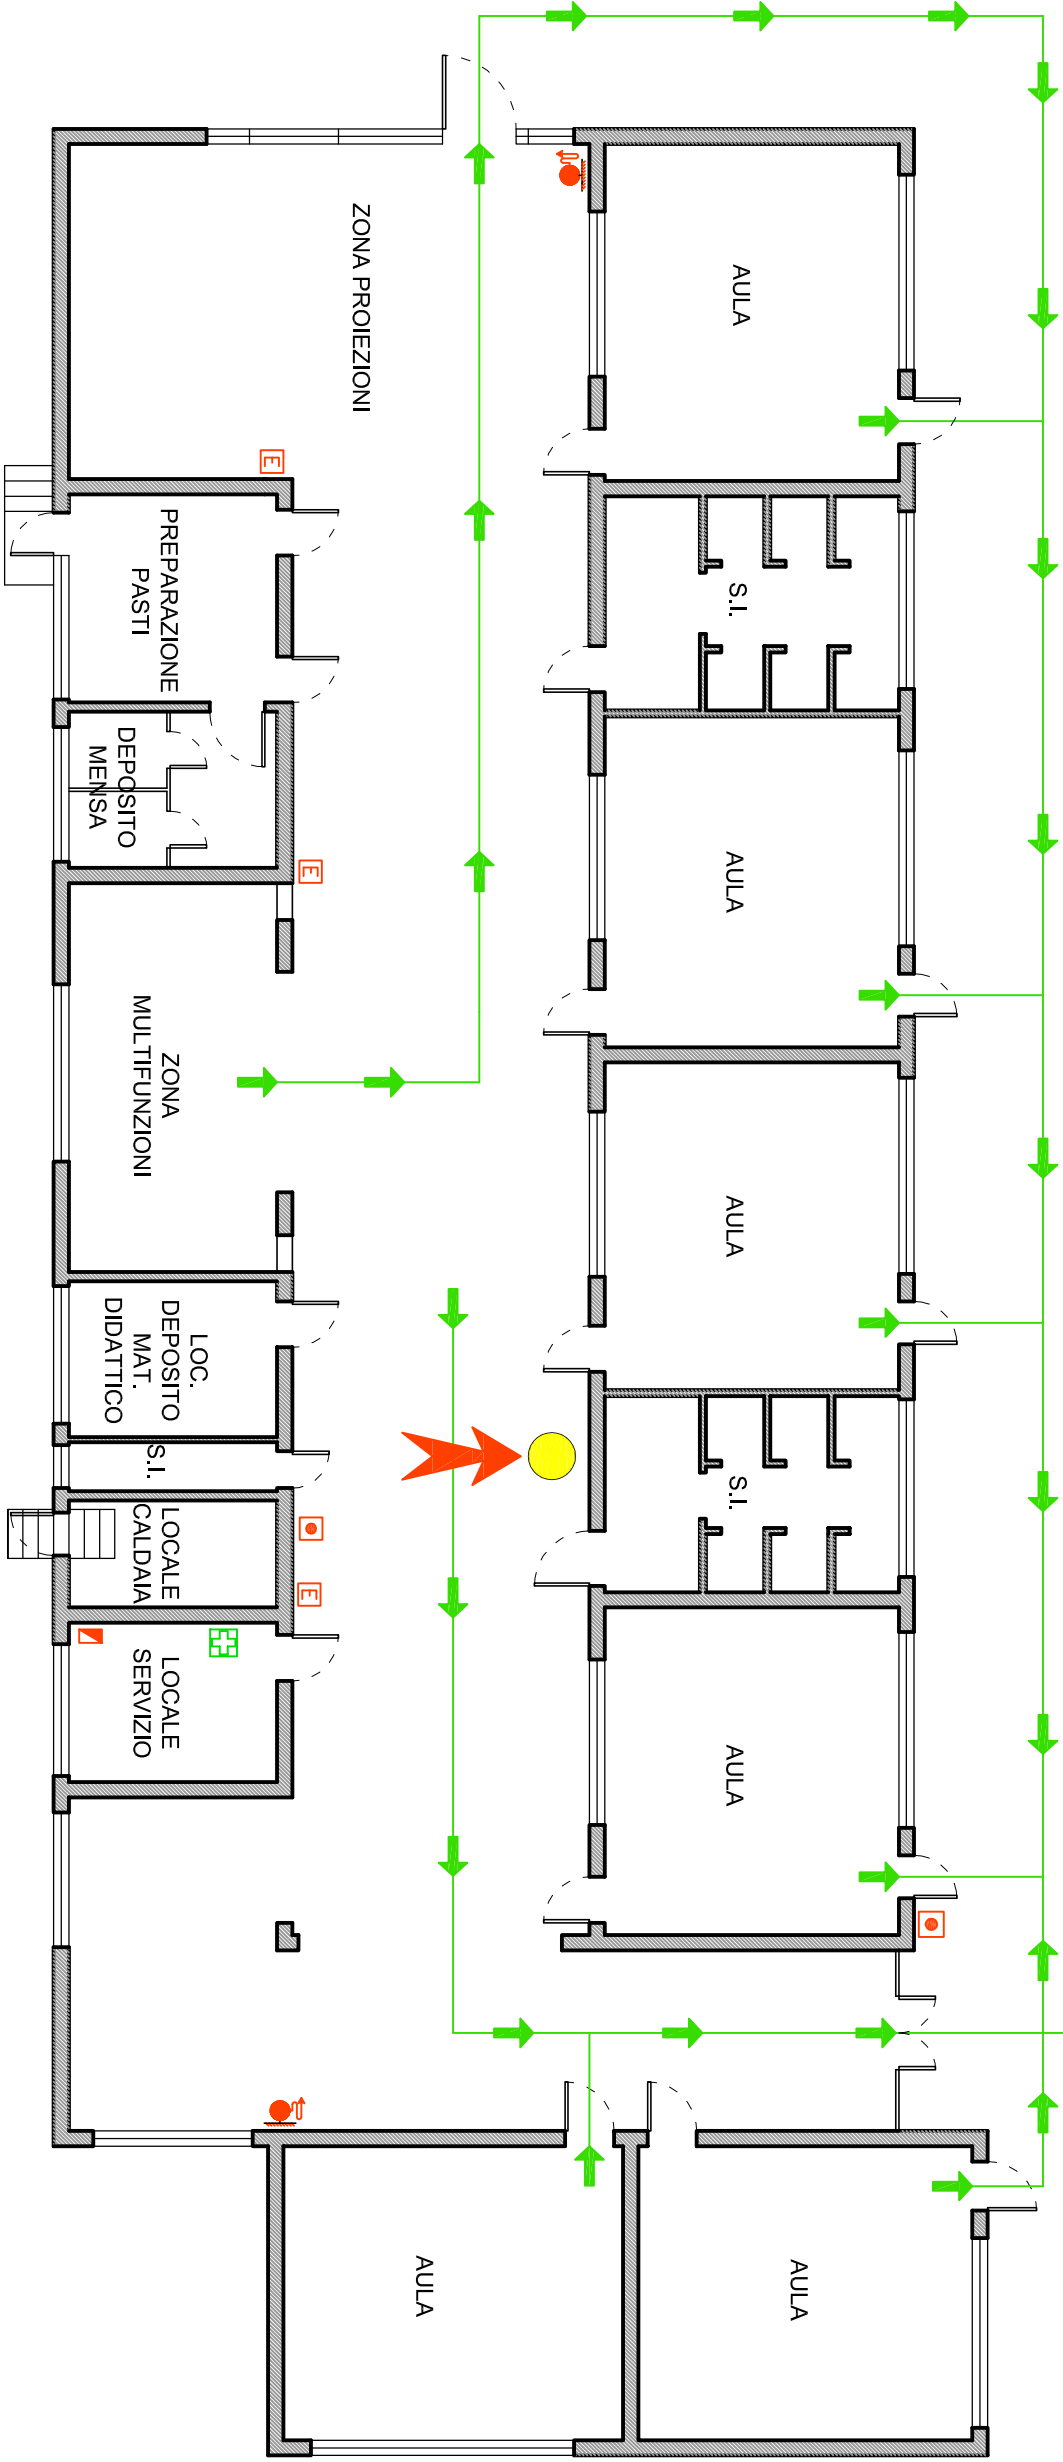 AULA
AULA
S.I.
AULA
AULA
S.I.
AULA
AULA
ZONA PROIEZIONI
E
PREPARAZIONE
PASTI
DEPOSITO
MENSA
E
ZONA
MULTIFUNZIONI
LOC.
DEPOSITO
MAT.
DIDATTICO
S.I.
LOCALE
CALDAIA
E
LOCALE
SERVIZIO
AULA